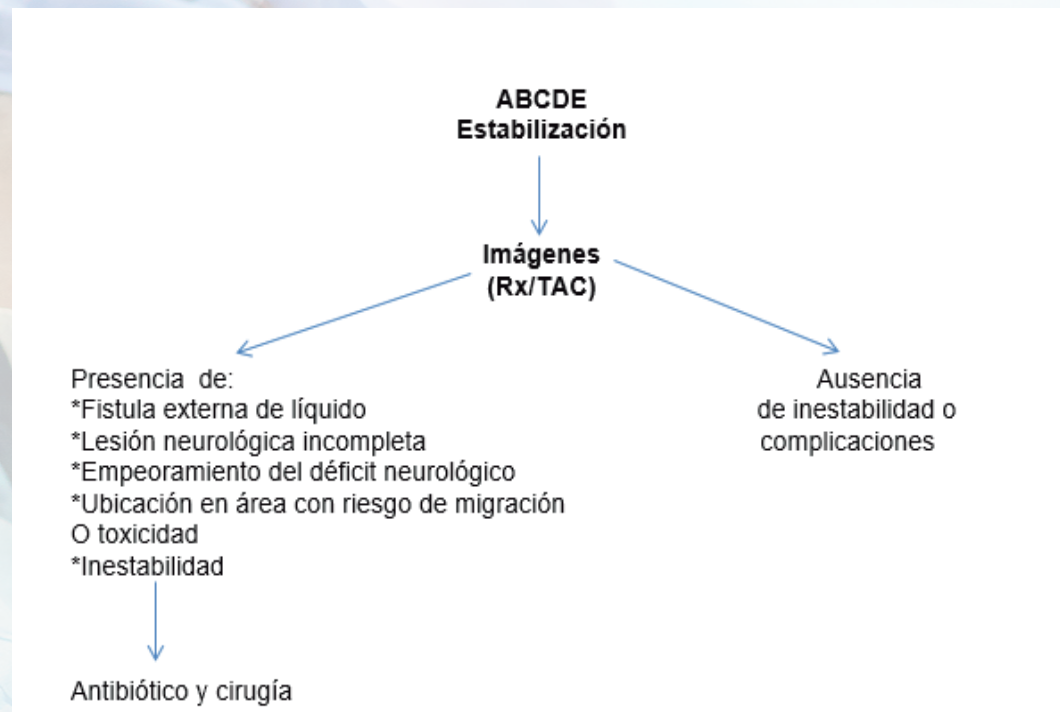 ABCDE
Estabilización
Imágenes
(Rx/TAC)
Presencia de:
*Fistula externa de líquido
*Lesión neurológica incompleta
*Empeoramiento del déficit neurológico
*Ubicación en área con riesgo de migración
O toxicidad
*Inestabilidad
Antibiótico y cirugía
Ausencia
de inestabilidad o
complicaciones